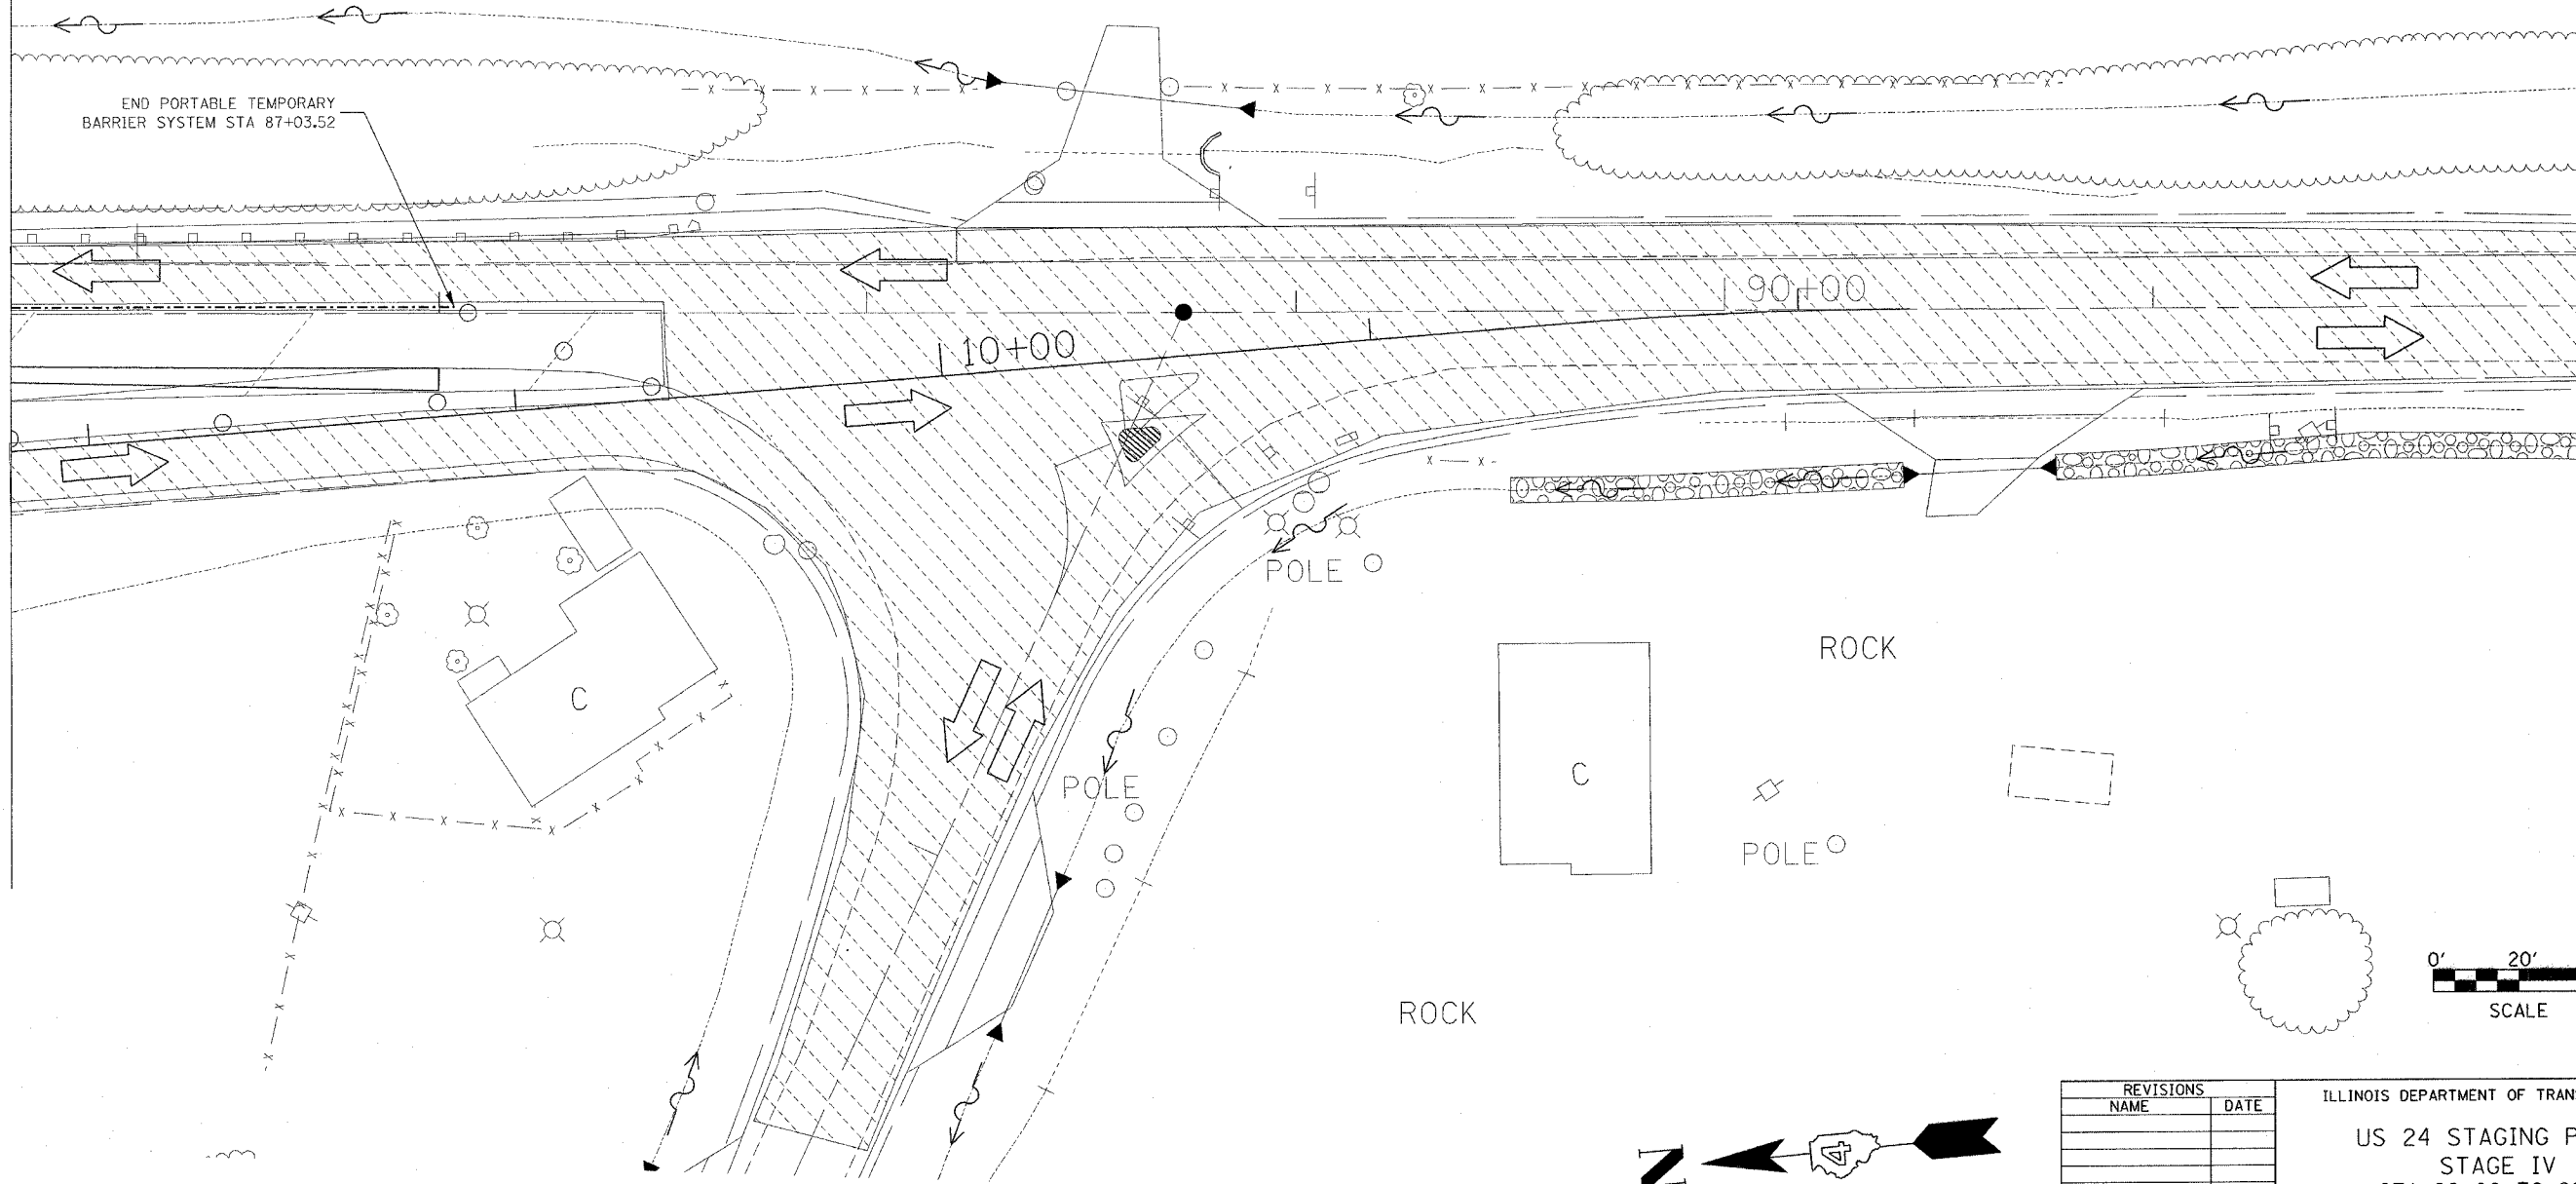 END PORTABLE TEMPORARY
BARRIER SYSTEM STA 87+03.52
90+00
10+00
POLE
ROCK
C
C
POLE
POLE
ROCK
0' 20'
SCALE
N
REVISIONS
NAME DATE
ILLINOIS DEPARTMENT OF TRAN
US 24 STAGING P
STAGE IV